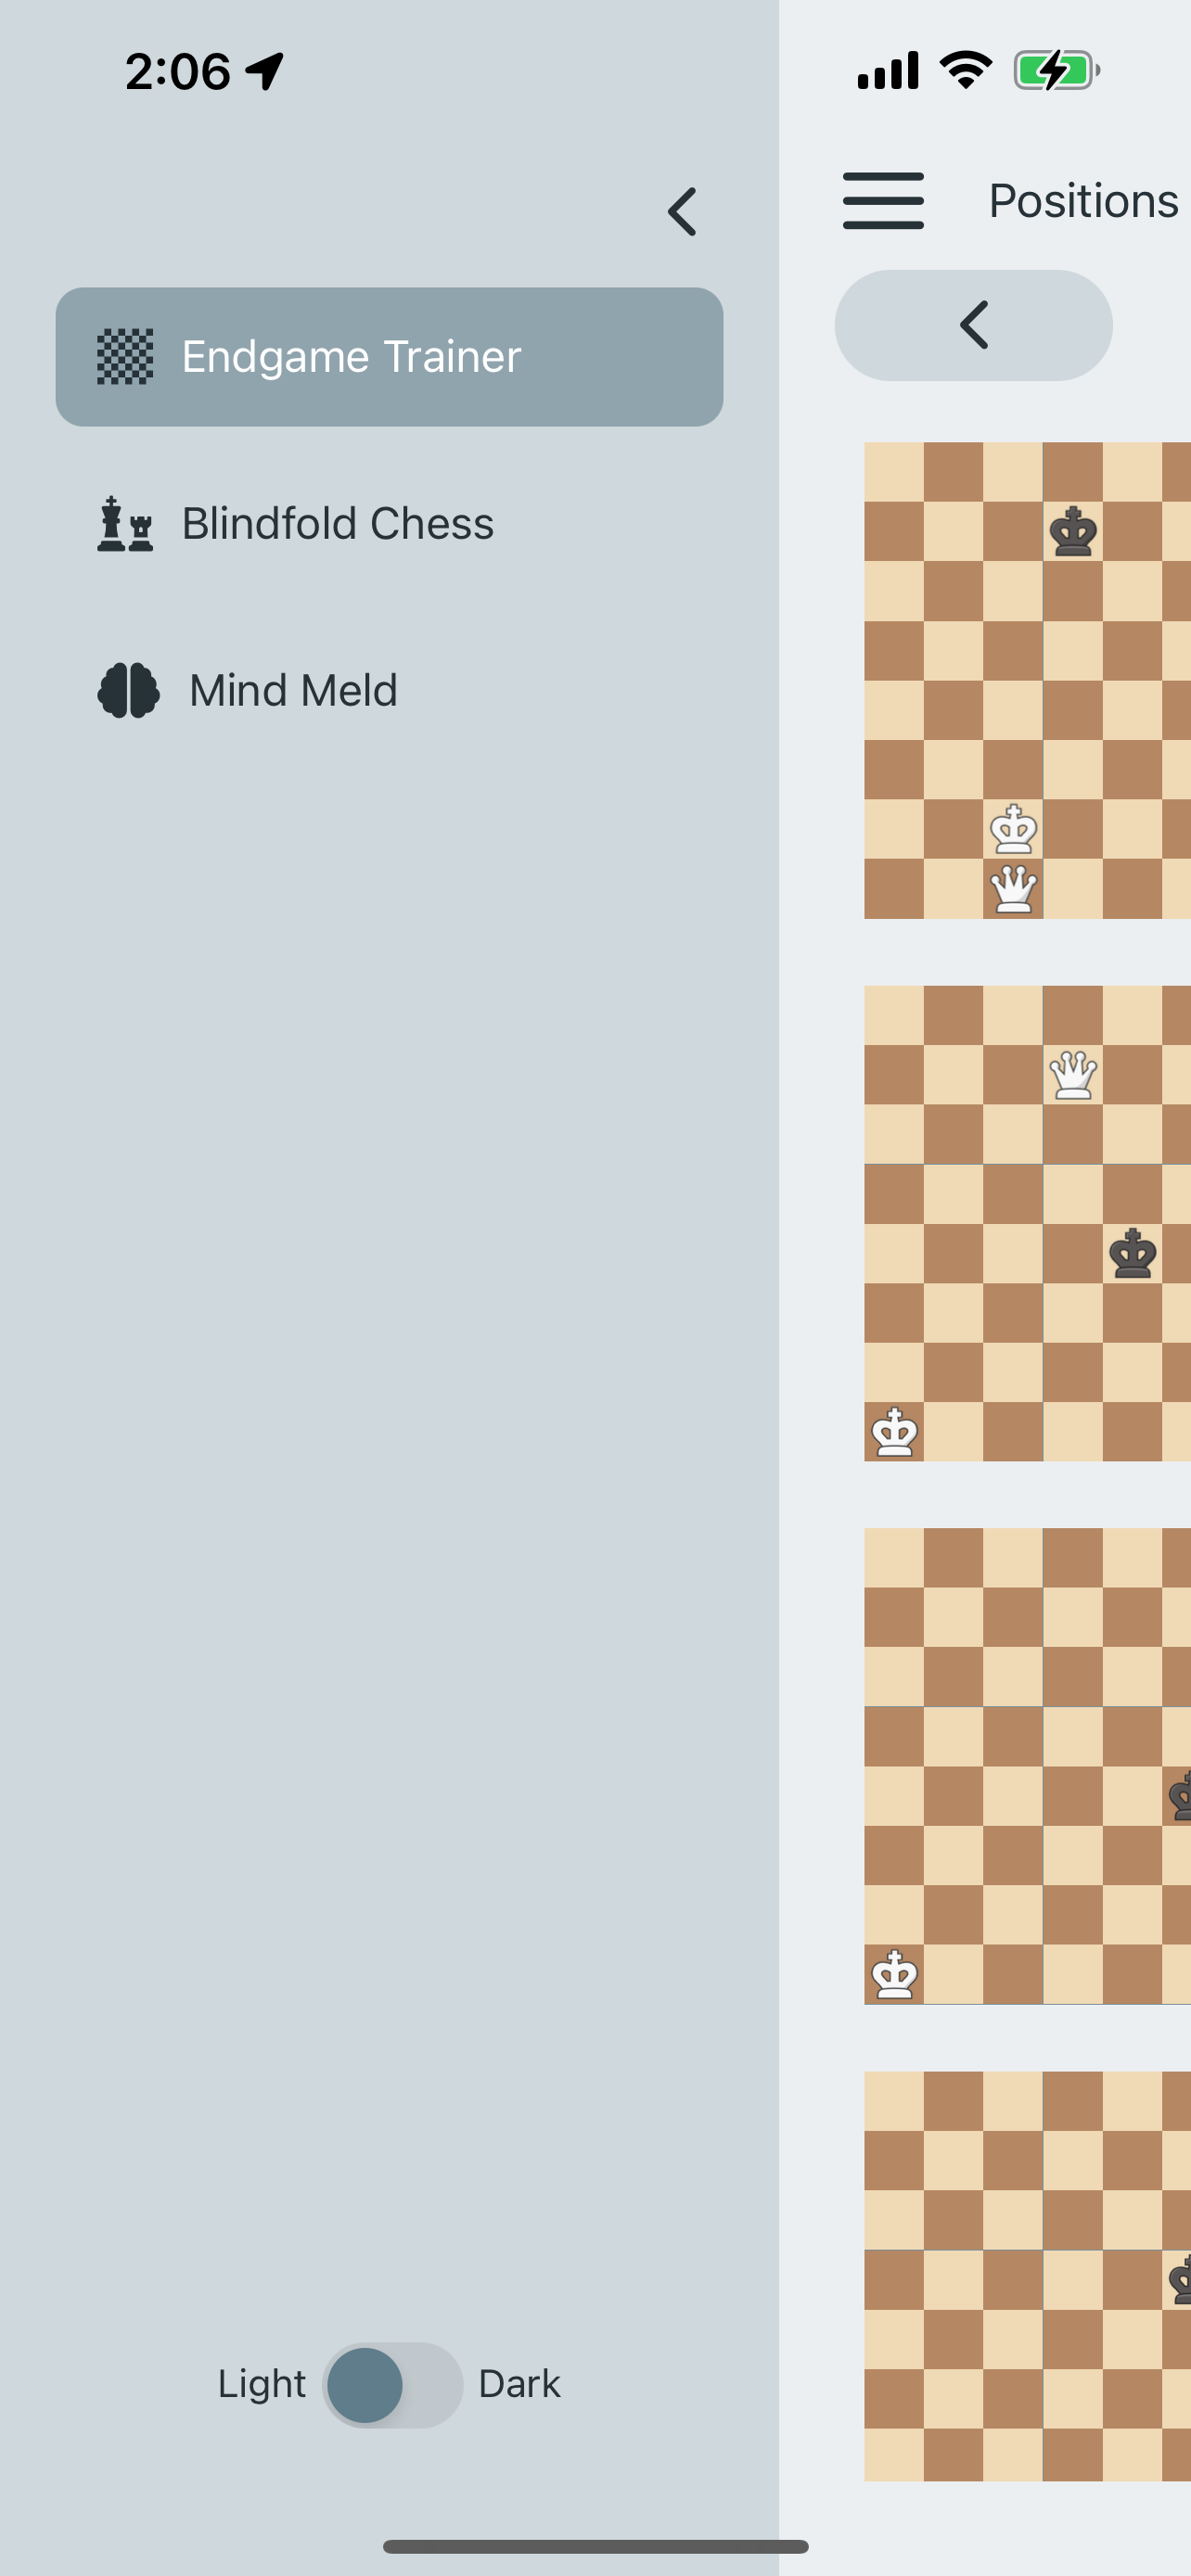 2:06
Positions
Endgame Trainer
Blindfold Chess
Mind Meld
Light
Dark